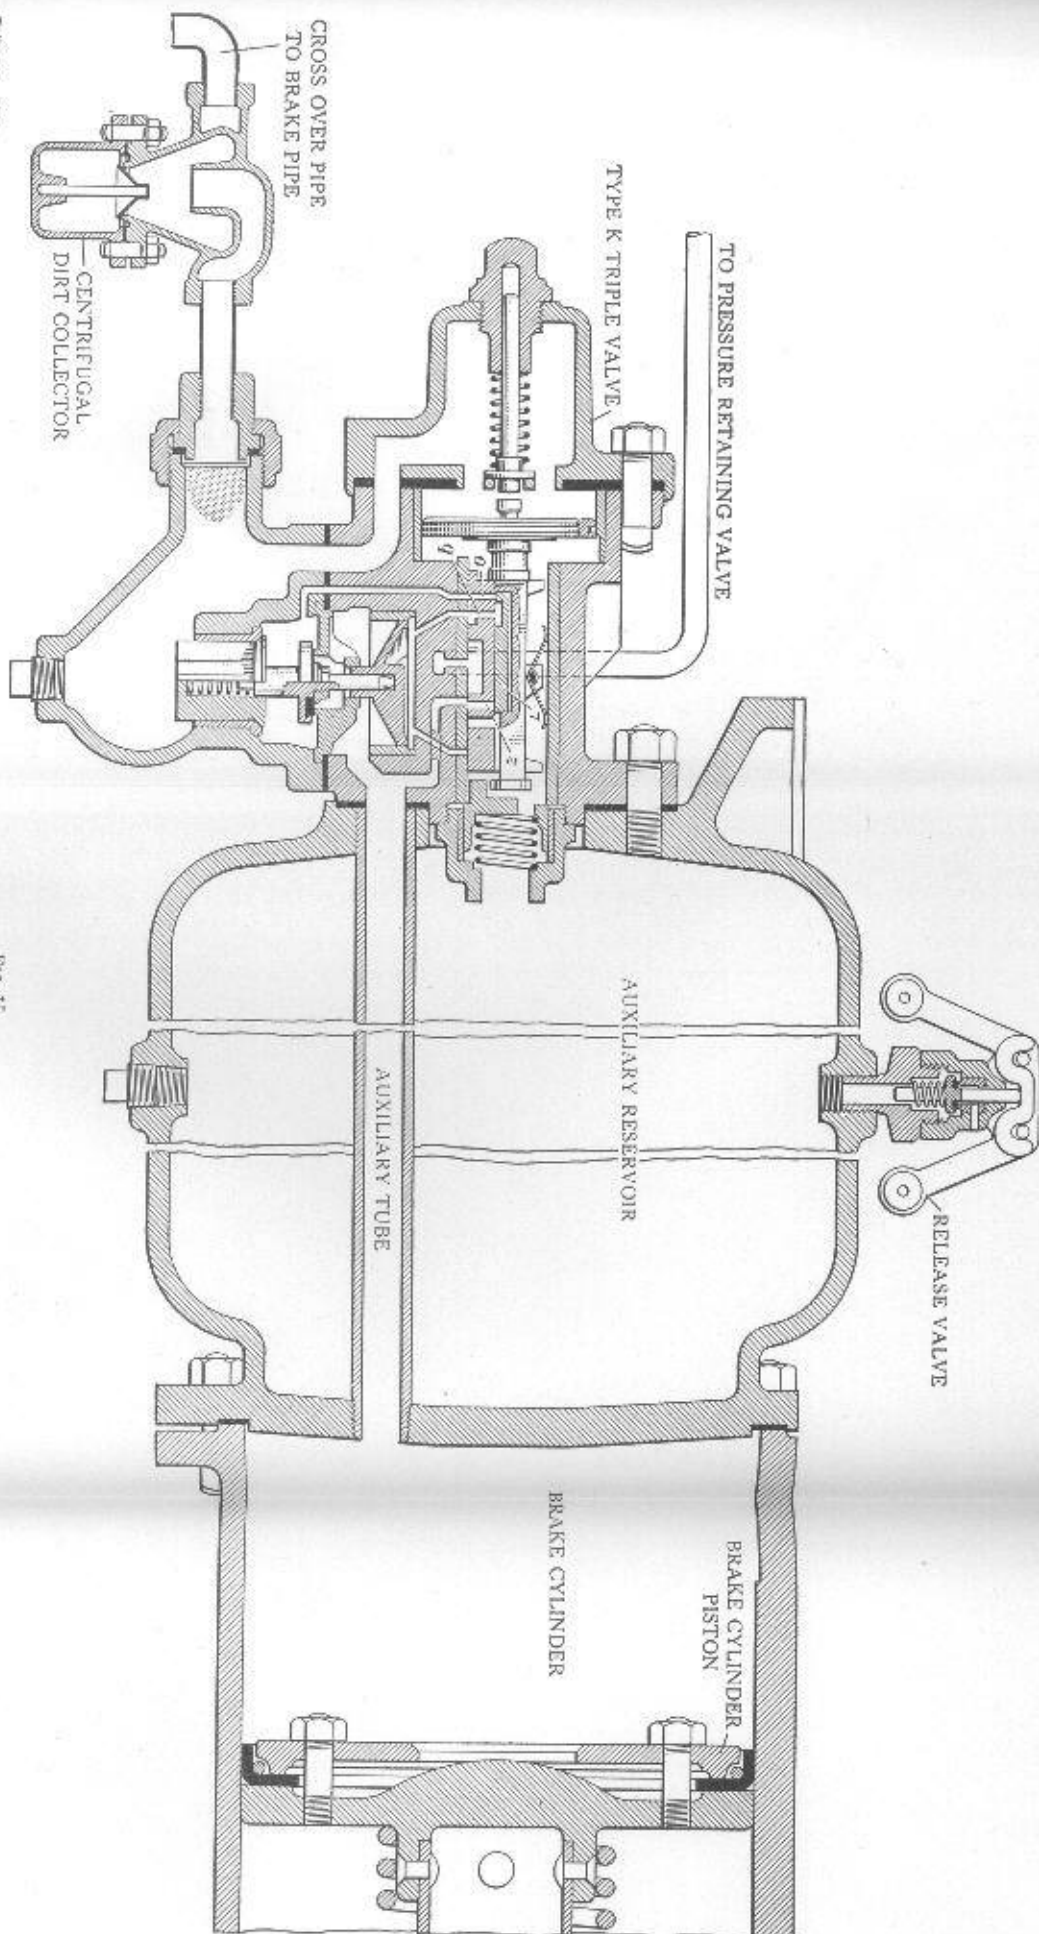 CROSS OVER PIPE
TO BRAKE PIPE
CENTRIFUGAL
DIRT COLLECTOR
TYPE K TRIPLE VALVE
TO PRESSURE RETAINING VALVE
q
o
z
AUXILIARY RESERVOIR
AUXILIARY TUBE
RELEASE VALVE
BRAKE CYLINDER
BRAKE CYLINDER
PISTON